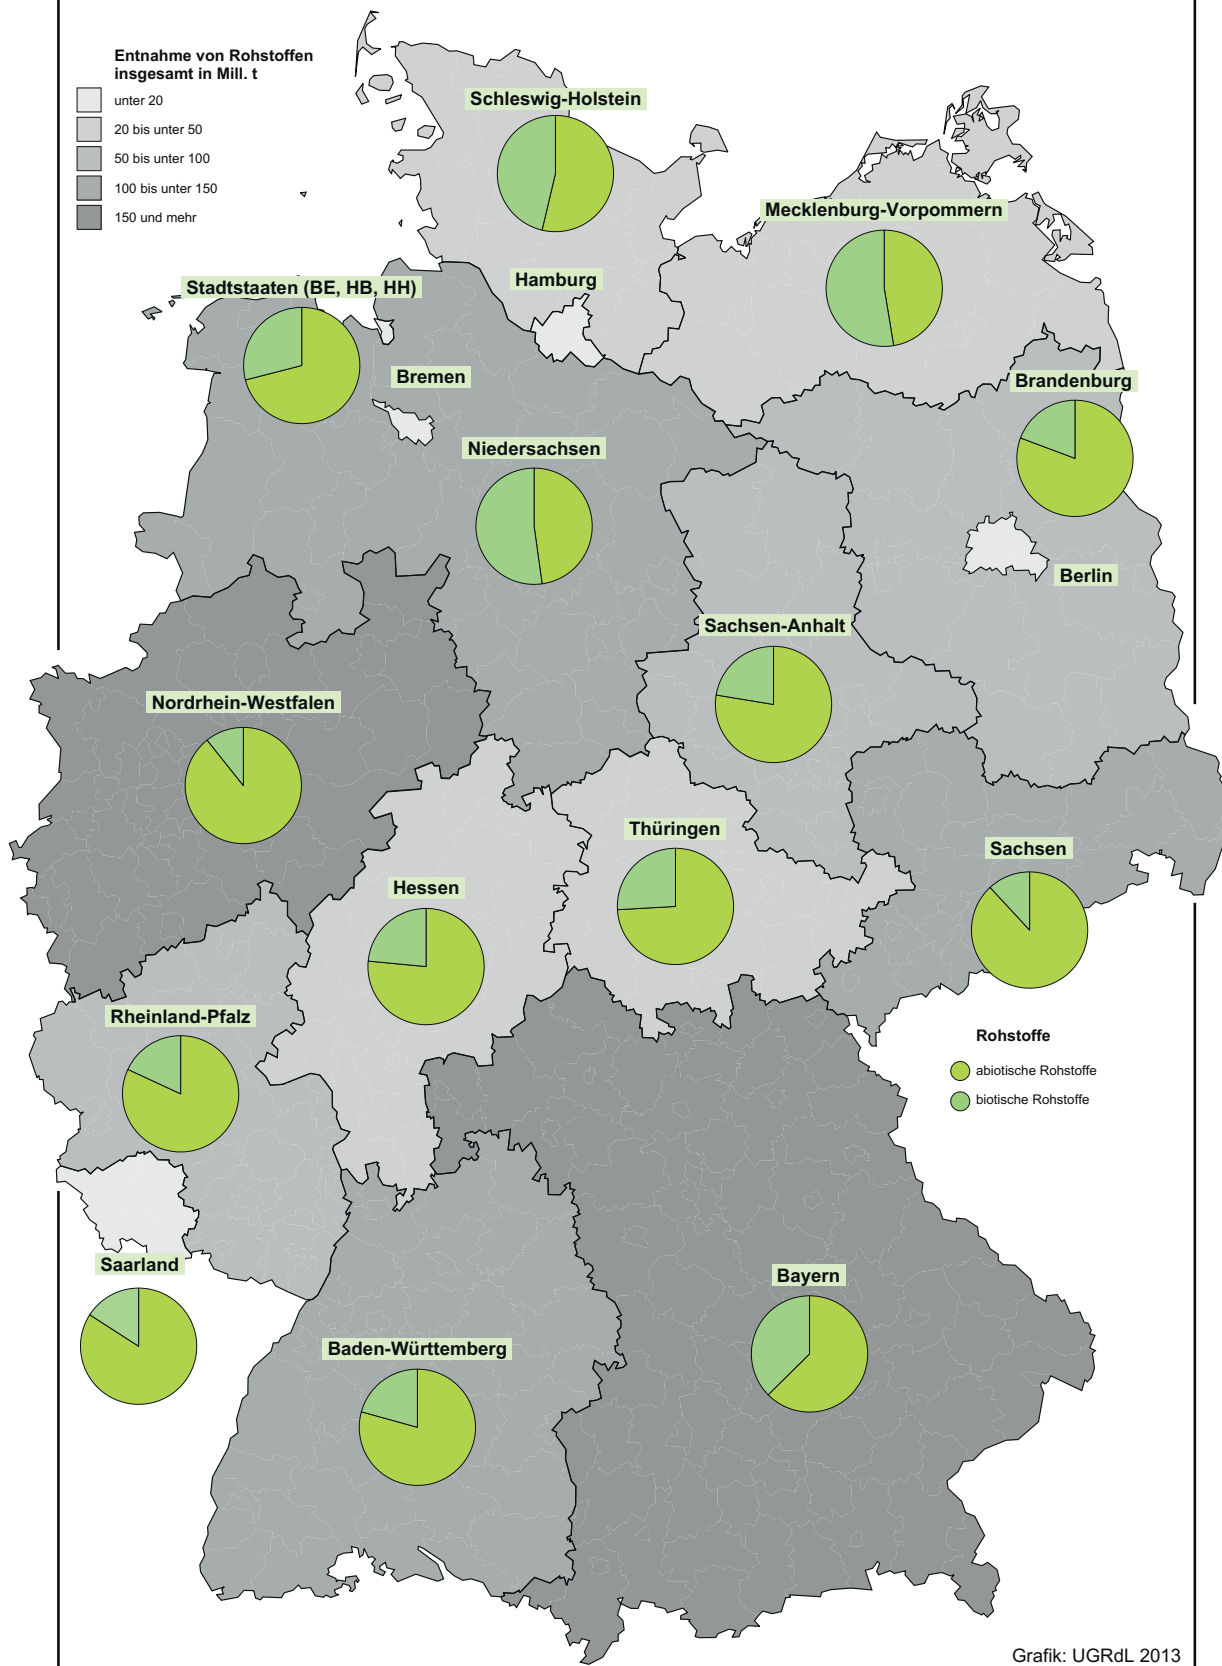 Entnahme von Rohstoffen
insgesamt in Mill. t
unter 20
20 bis unter 50
50 bis unter 100
100 bis unter 150
150 und mehr
Schleswig-Holstein
Mecklenburg-Vorpommern
Hamburg
Stadtstaaten (BE, HB, HH)
Bremen
Brandenburg
Niedersachsen
Berlin
Sachsen-Anhalt
Nordrhein-Westfalen
Thüringen
Sachsen
Hessen
Rheinland-Pfalz
Rohstoffe
abiotische Rohstoffe
biotische Rohstoffe
Saarland
Bayern
Baden-Württemberg
Grafik: UGRdL 2013